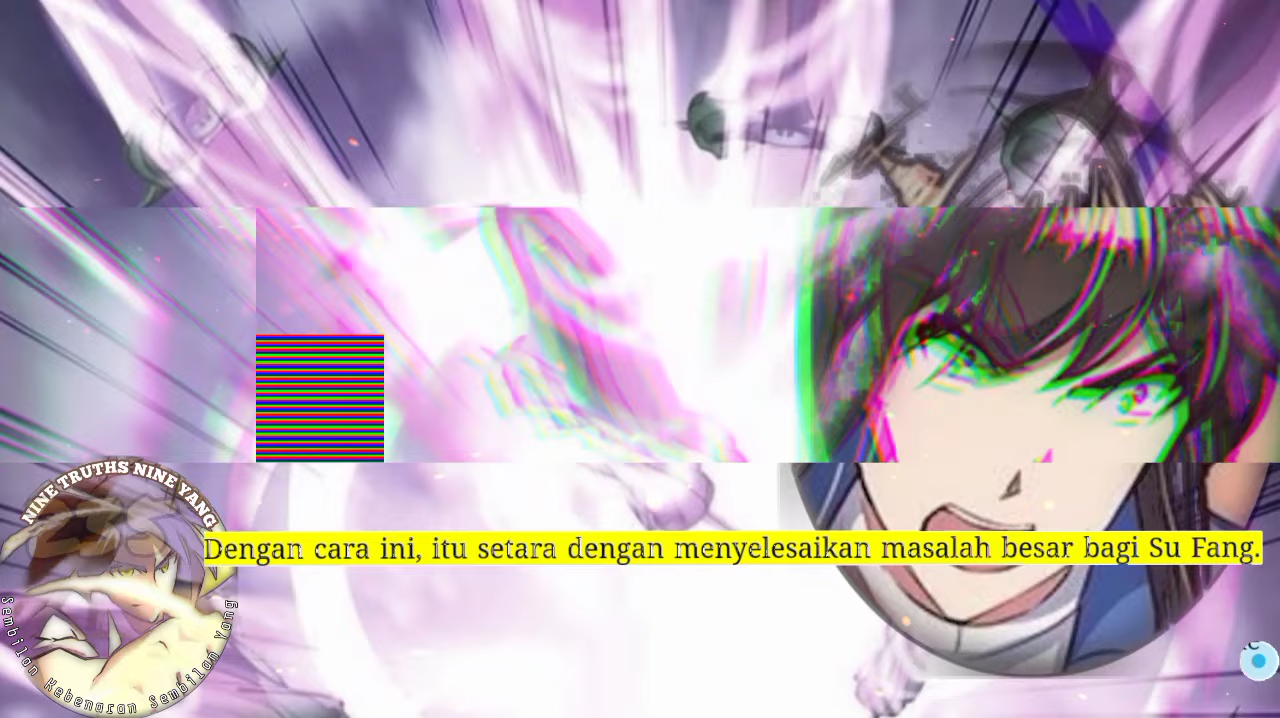 NINE TRUTHS NINE YANG
Dengan cara ini, itu setara dengan menyelesaikan masalah besar bagi Su Fang.
Sembilan Kebenaran Sembilan Yang